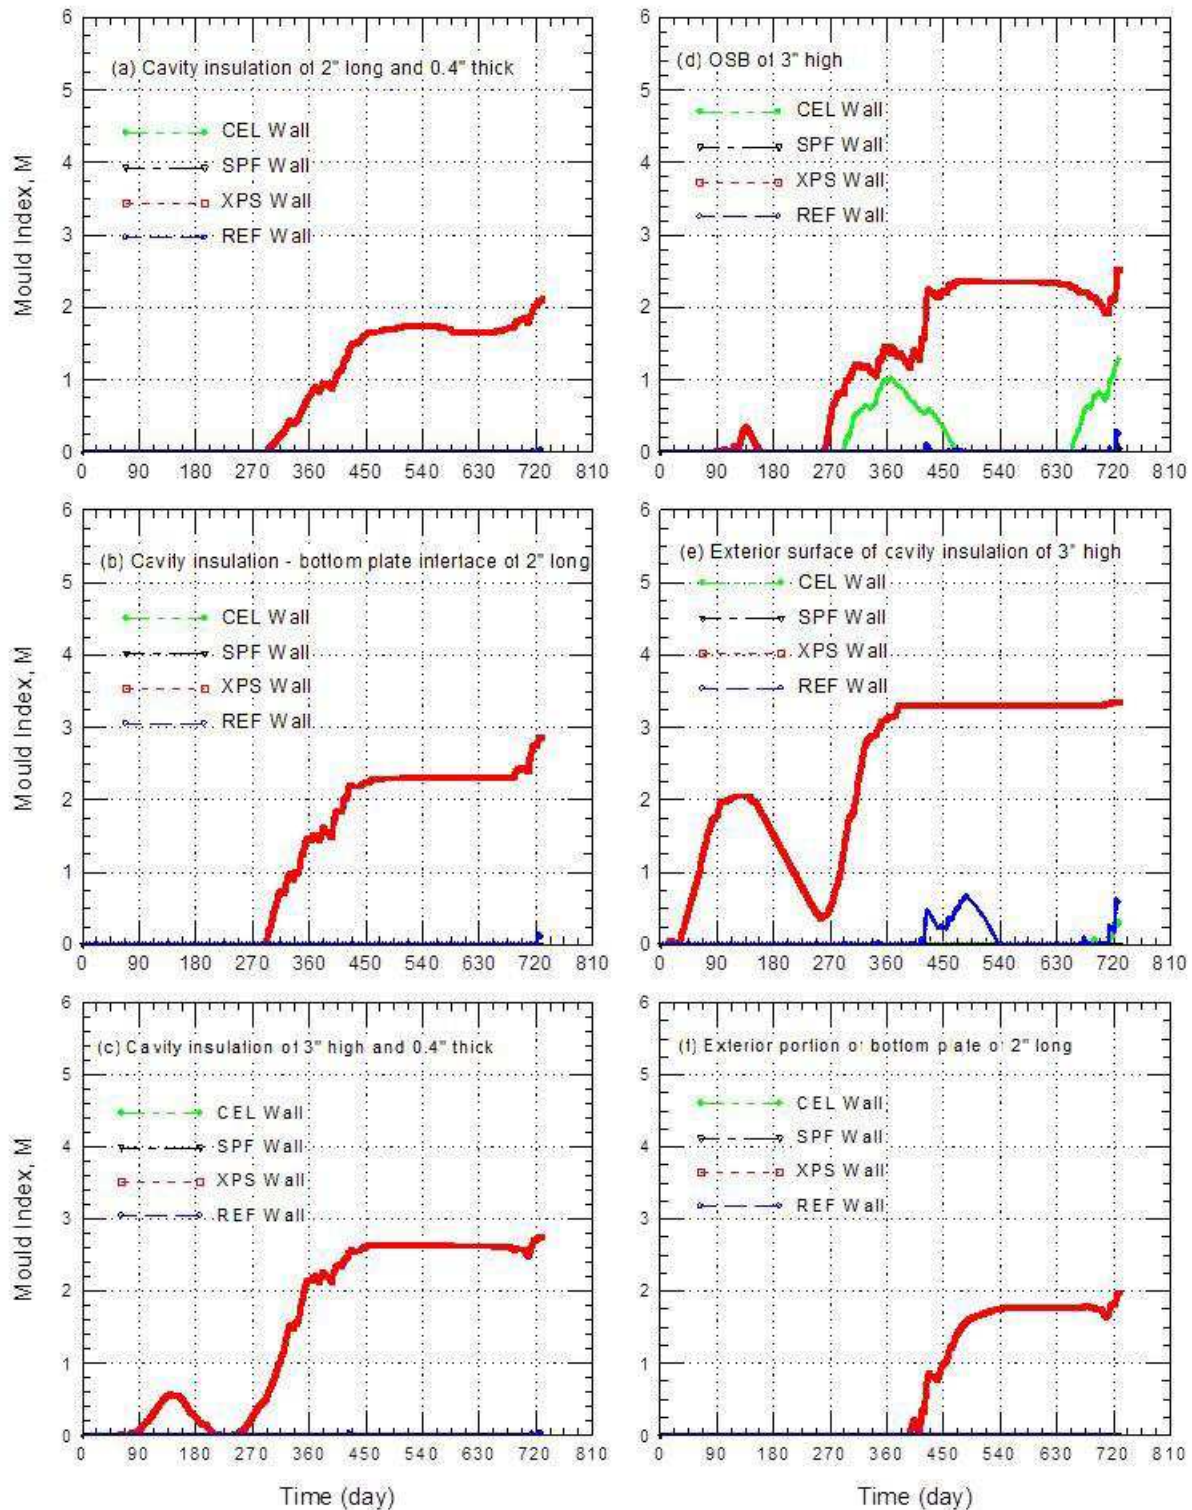 6
5
4
3
2
1
0
Mould Index, M
(a) Cavity insulation of 2" long and 0.4" thick
CEL Wall
SPF Wall
XPS Wall
REF Wall
0 90 180 270 360 450 540 630 720 810
6
5
4
3
2
1
0
(d) OSB of 3" high
CEL Wall
SPF Wall
XPS Wall
REF Wall
0 90 180 270 360 450 540 630 720 810
6
5
4
3
2
1
0
Mould Index, M
(b) Cavity insulation - bottom plate interface of 2" long
CEL Wall
SPF Wall
XPS Wall
REF Wall
0 90 180 270 360 450 540 630 720 810
6
5
4
3
2
1
0
(e) Exterior surface of cavity insulation of 3" high
CEL Wall
SPF Wall
XPS Wall
REF Wall
0 90 180 270 360 450 540 630 720 810
6
5
4
3
2
1
0
Mould Index, M
(c) Cavity insulation of 3" high and 0.4" thick
CEL Wall
SPF Wall
XPS Wall
REF Wall
0 90 180 270 360 450 540 630 720 810
Time (day)
6
5
4
3
2
1
0
(f) Exterior portion of bottom plate of 2" long
CEL Wall
SPF Wall
XPS Wall
REF Wall
0 90 180 270 360 450 540 630 720 810
Time (day)